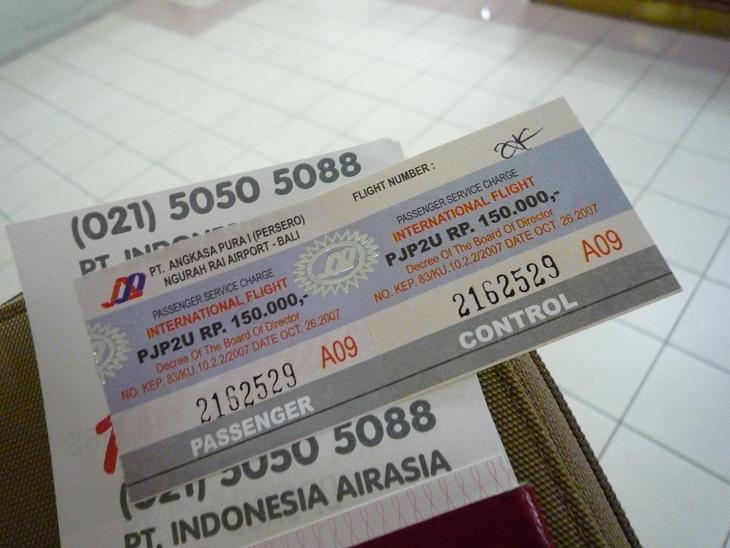 (021) 5050 5088
PT. INDONE
PT. ANGKASA PURA I (PERSERO)
NGURAH RAI AIRPORT - BALI
PASSENGER SERVICE CHARGE
INTERNATIONAL FLIGHT
PJP2U RP. 150.000,-
Decree Of The Board Of Director
NO. KEP. 83/KU.10.2.2/2007 DATE OCT. 26.2007
2162529 A09
PASSENGER
FLIGHT NUMBER :
PASSENGER SERVICE CHARGE
INTERNATIONAL FLIGHT
PJP2U RP. 150.000,-
Decree Of The Board Of Director
NO. KEP. 83/KU.10.2.2/2007 DATE OCT. 26.2007
2162529 A09
CONTROL
(021) 5050 5088
PT. INDONESIA AIRASIA